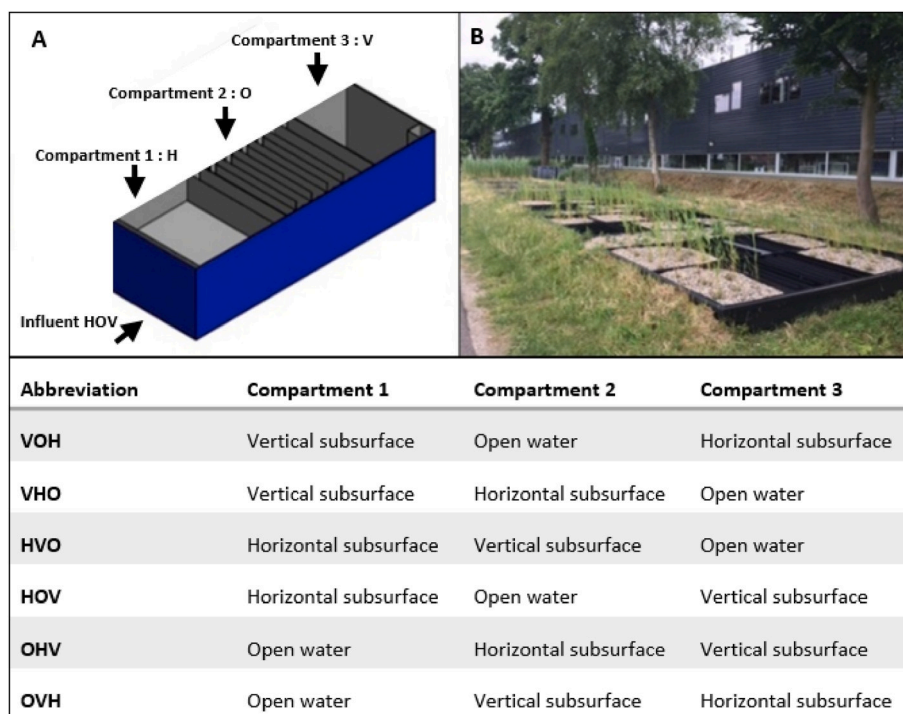 A
Compartment 3 : V
Compartment 2 : O
Compartment 1 : H
Influent HOV
B
Abbreviation Compartment 1 Compartment 2 Compartment 3
VOH Vertical subsurface Open water Horizontal subsurface
VHO Vertical subsurface Horizontal subsurface Open water
HVO Horizontal subsurface Vertical subsurface Open water
HOV Horizontal subsurface Open water Vertical subsurface
OHV Open water Horizontal subsurface Vertical subsurface
OVH Open water Vertical subsurface Horizontal subsurface